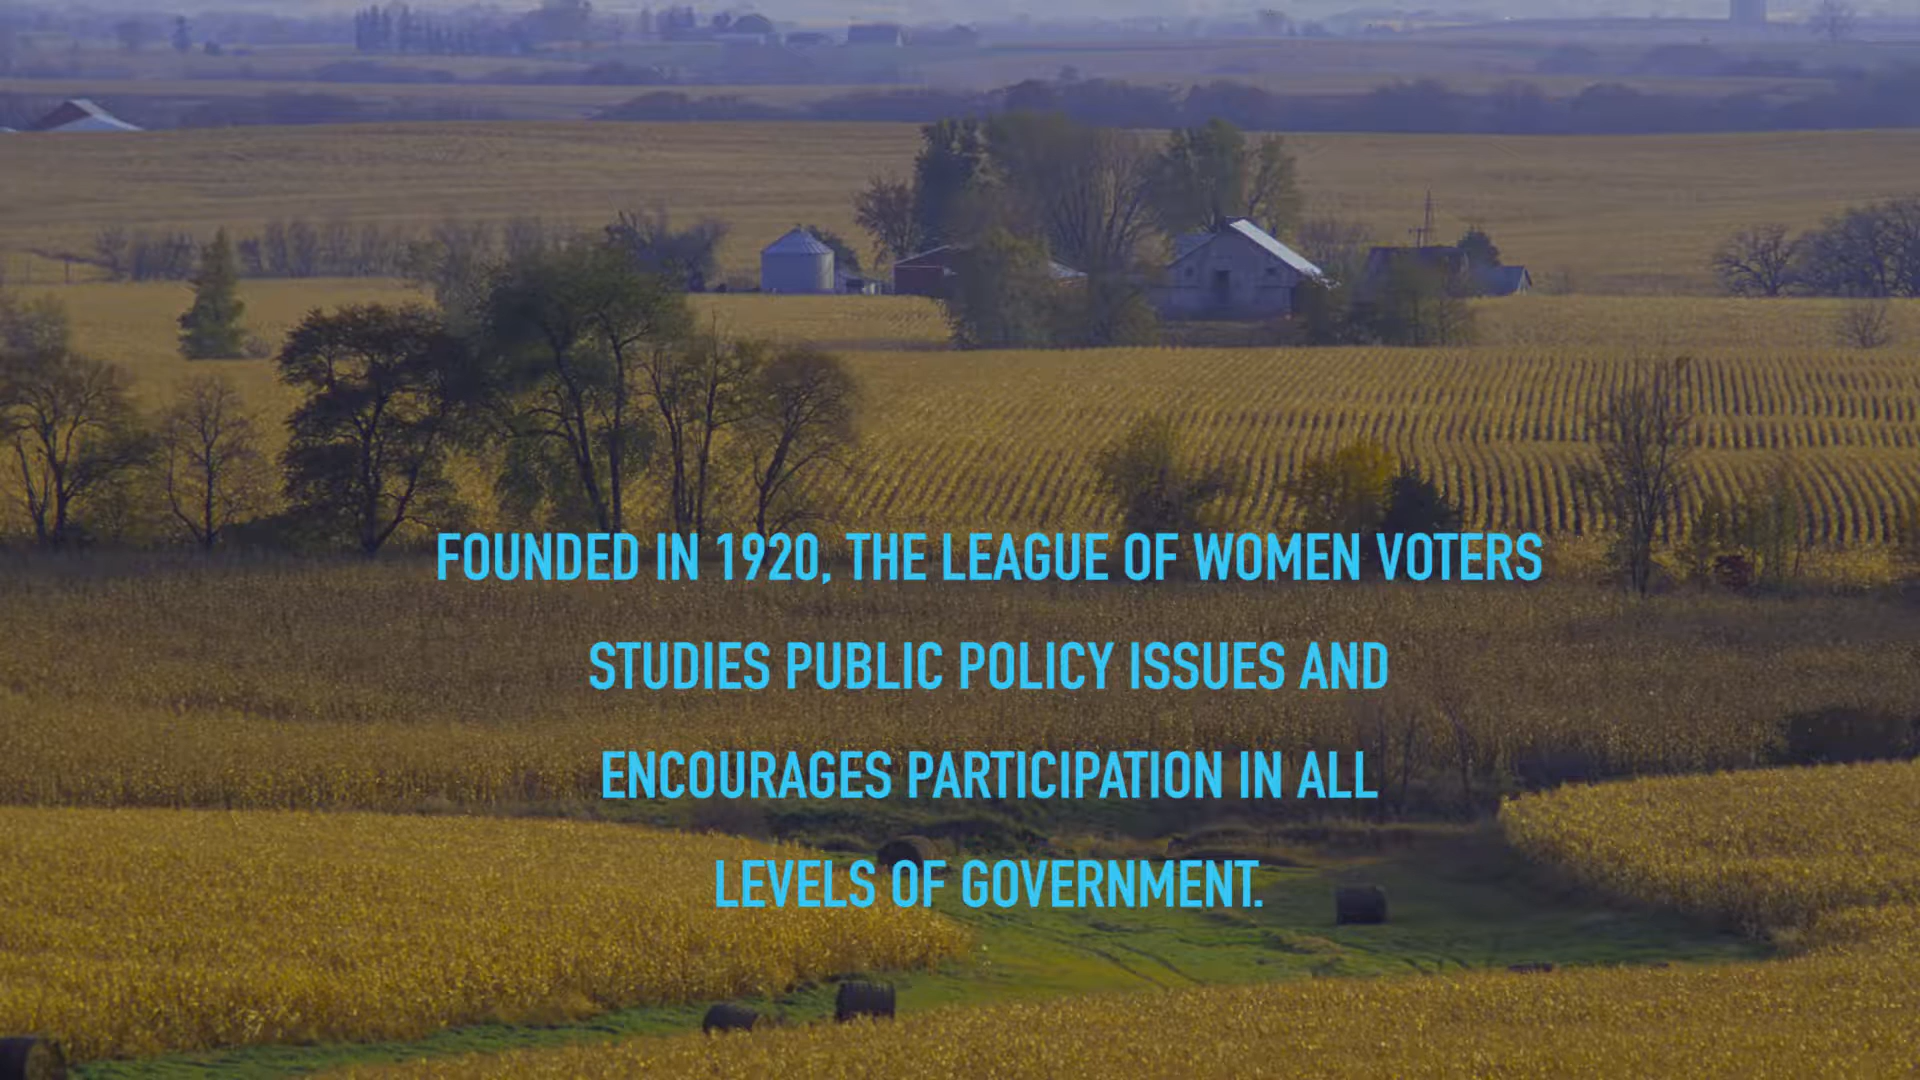 FOUNDED IN 1920, THE LEAGUE OF WOMEN VOTERS
STUDIES PUBLIC POLICY ISSUES AND
ENCOURAGES PARTICIPATION IN ALL
LEVELS OF GOVERNMENT.